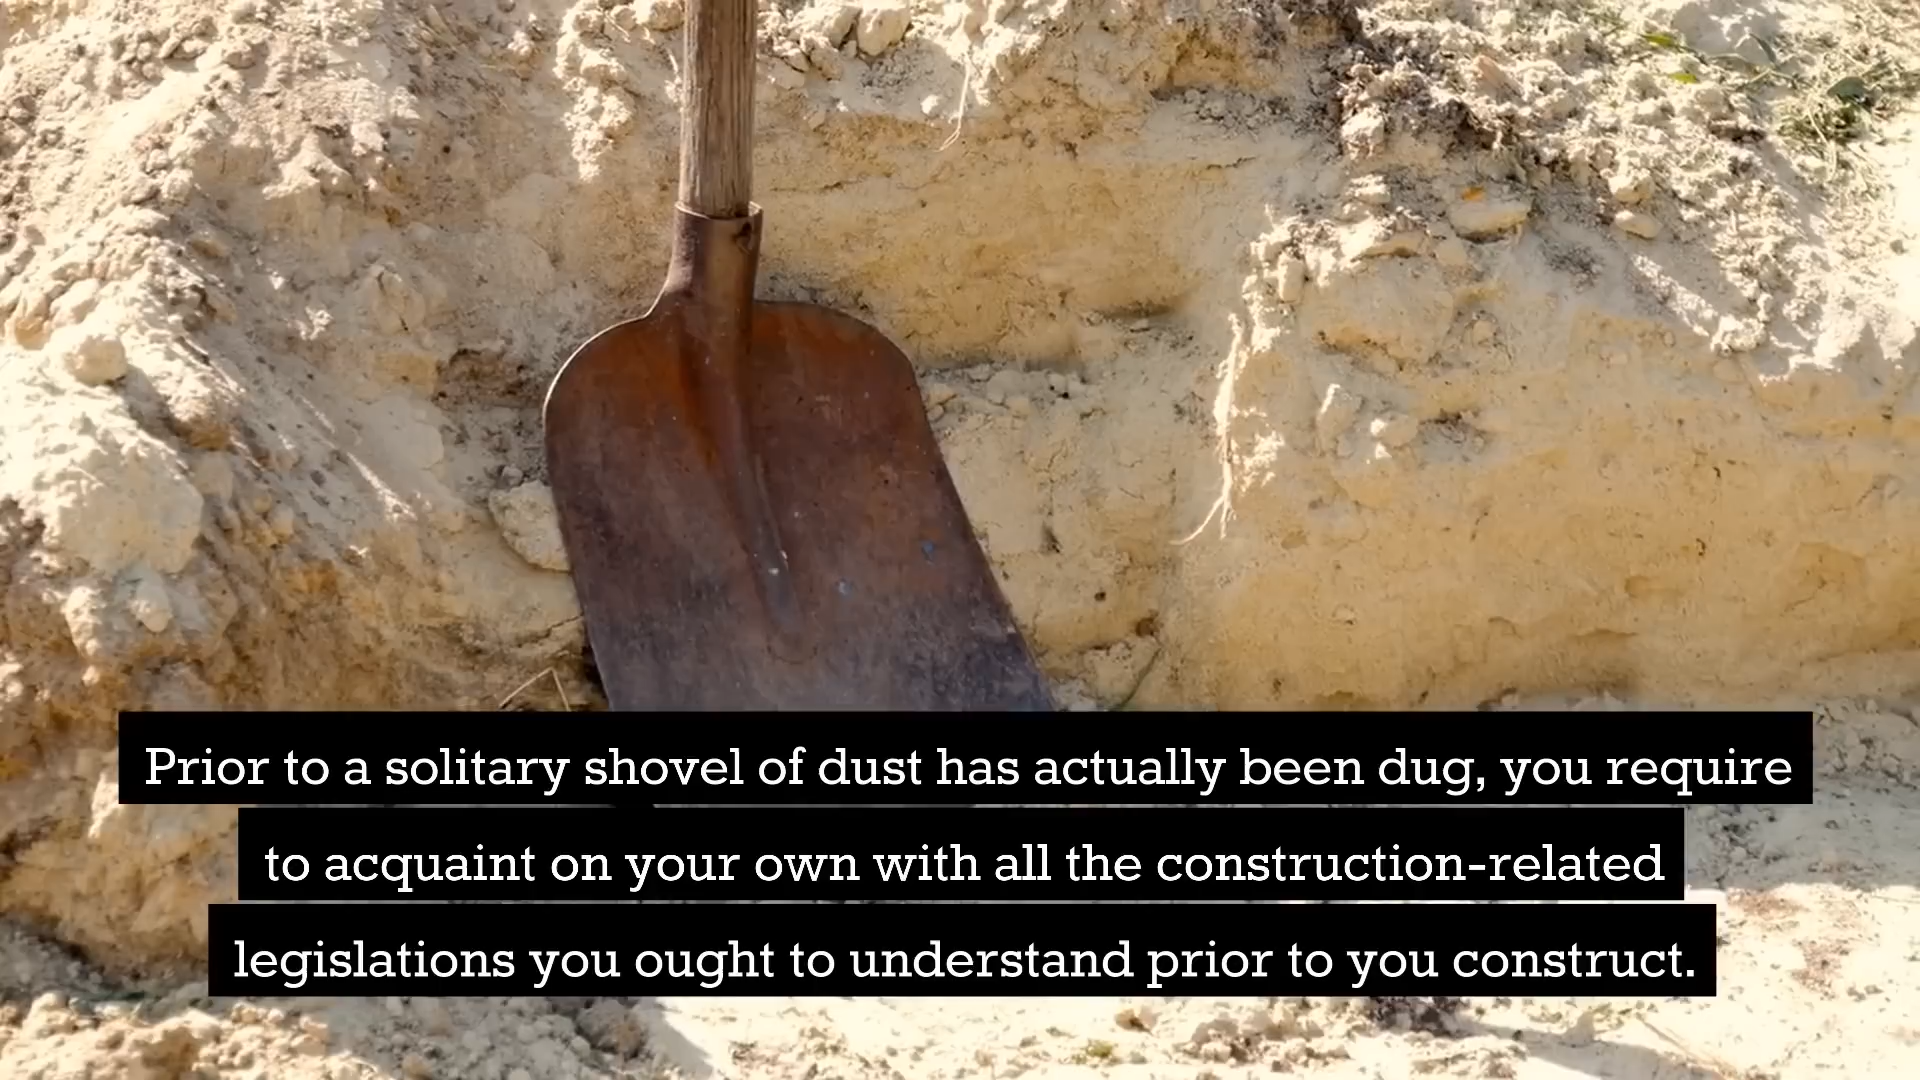 Prior to a solitary shovel of dust has actually been dug, you require
to acquaint on your own with all the construction-related
legislations you ought to understand prior to you construct.